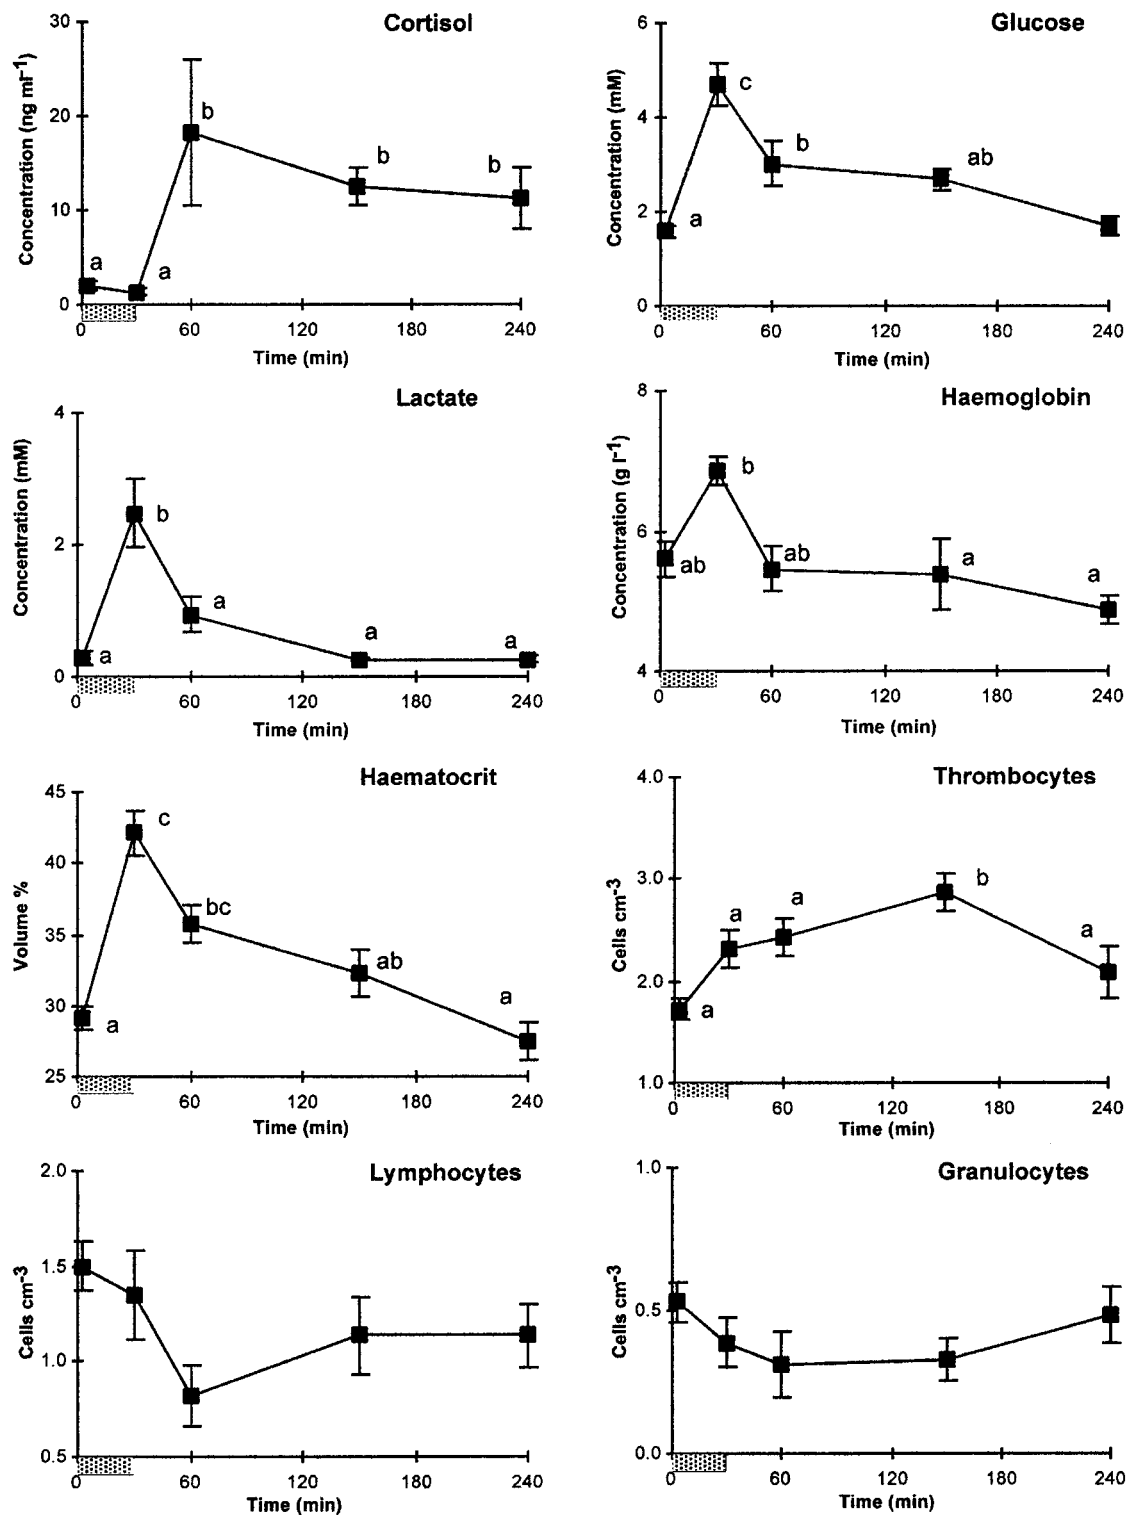 Cortisol
Concentration (ng ml-1)
30
20
10
0
a
a
b
b
b
0 60 120 180 240
Time (min)
Glucose
Concentration (mM)
6
4
2
0
a
c
b
ab
0 60 120 180 240
Time (min)
Lactate
Concentration (mM)
4
2
0
a
b
a
a
a
0 60 120 180 240
Time (min)
Haemoglobin
Concentration (g l-1)
8
6
4
ab
b
ab
a
a
0 60 120 180 240
Time (min)
Haematocrit
Volume %
45
40
35
30
25
a
c
bc
ab
a
0 60 120 180 240
Time (min)
Thrombocytes
Cells cm-3
4.0
3.0
2.0
1.0
a
a
a
b
a
0 60 120 180 240
Time (min)
Lymphocytes
Cells cm-3
2.0
1.5
1.0
0.5
0 60 120 180 240
Time (min)
Granulocytes
Cells cm-3
1.0
0.5
0.0
0 60 120 180 240
Time (min)